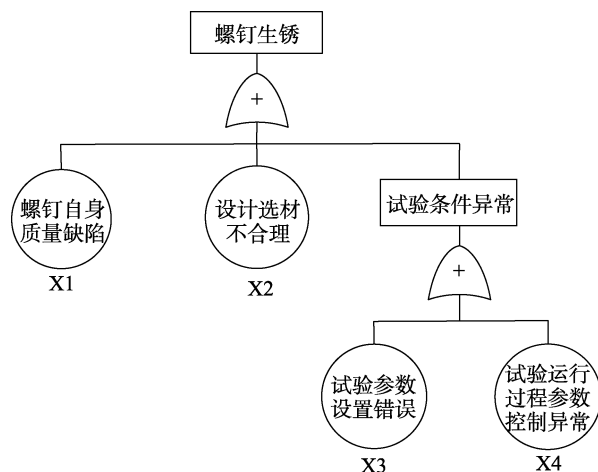 螺钉生锈
+
螺钉自身
质量缺陷
X1
设计选材
不合理
X2
试验条件异常
+
试验参数
设置错误
X3
试验运行
过程参数
控制异常
X4